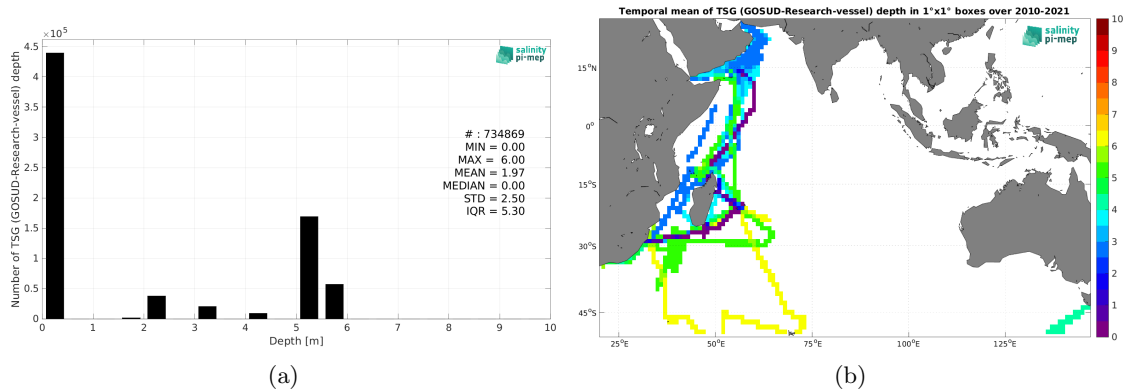 4.5 ×10⁵
4
3.5
3
2.5
2
1.5
1
0.5
0
Number of TSG (GOSUD-Research-vessel) depth
salinity
pi-mep
# : 734869
MIN = 0.00
MAX = 6.00
MEAN = 1.97
MEDIAN = 0.00
STD = 2.50
IQR = 5.30
0 1 2 3 4 5 6 7 8 9 10
Depth [m]
(a)
Temporal mean of TSG (GOSUD-Research-vessel) depth in 1°x1° boxes over 2010-2021
salinity
pi-mep
15°N
0°
15°S
30°S
45°S
25°E 50°E 75°E 100°E 125°E
10
9
8
7
6
5
4
3
2
1
0
(b)